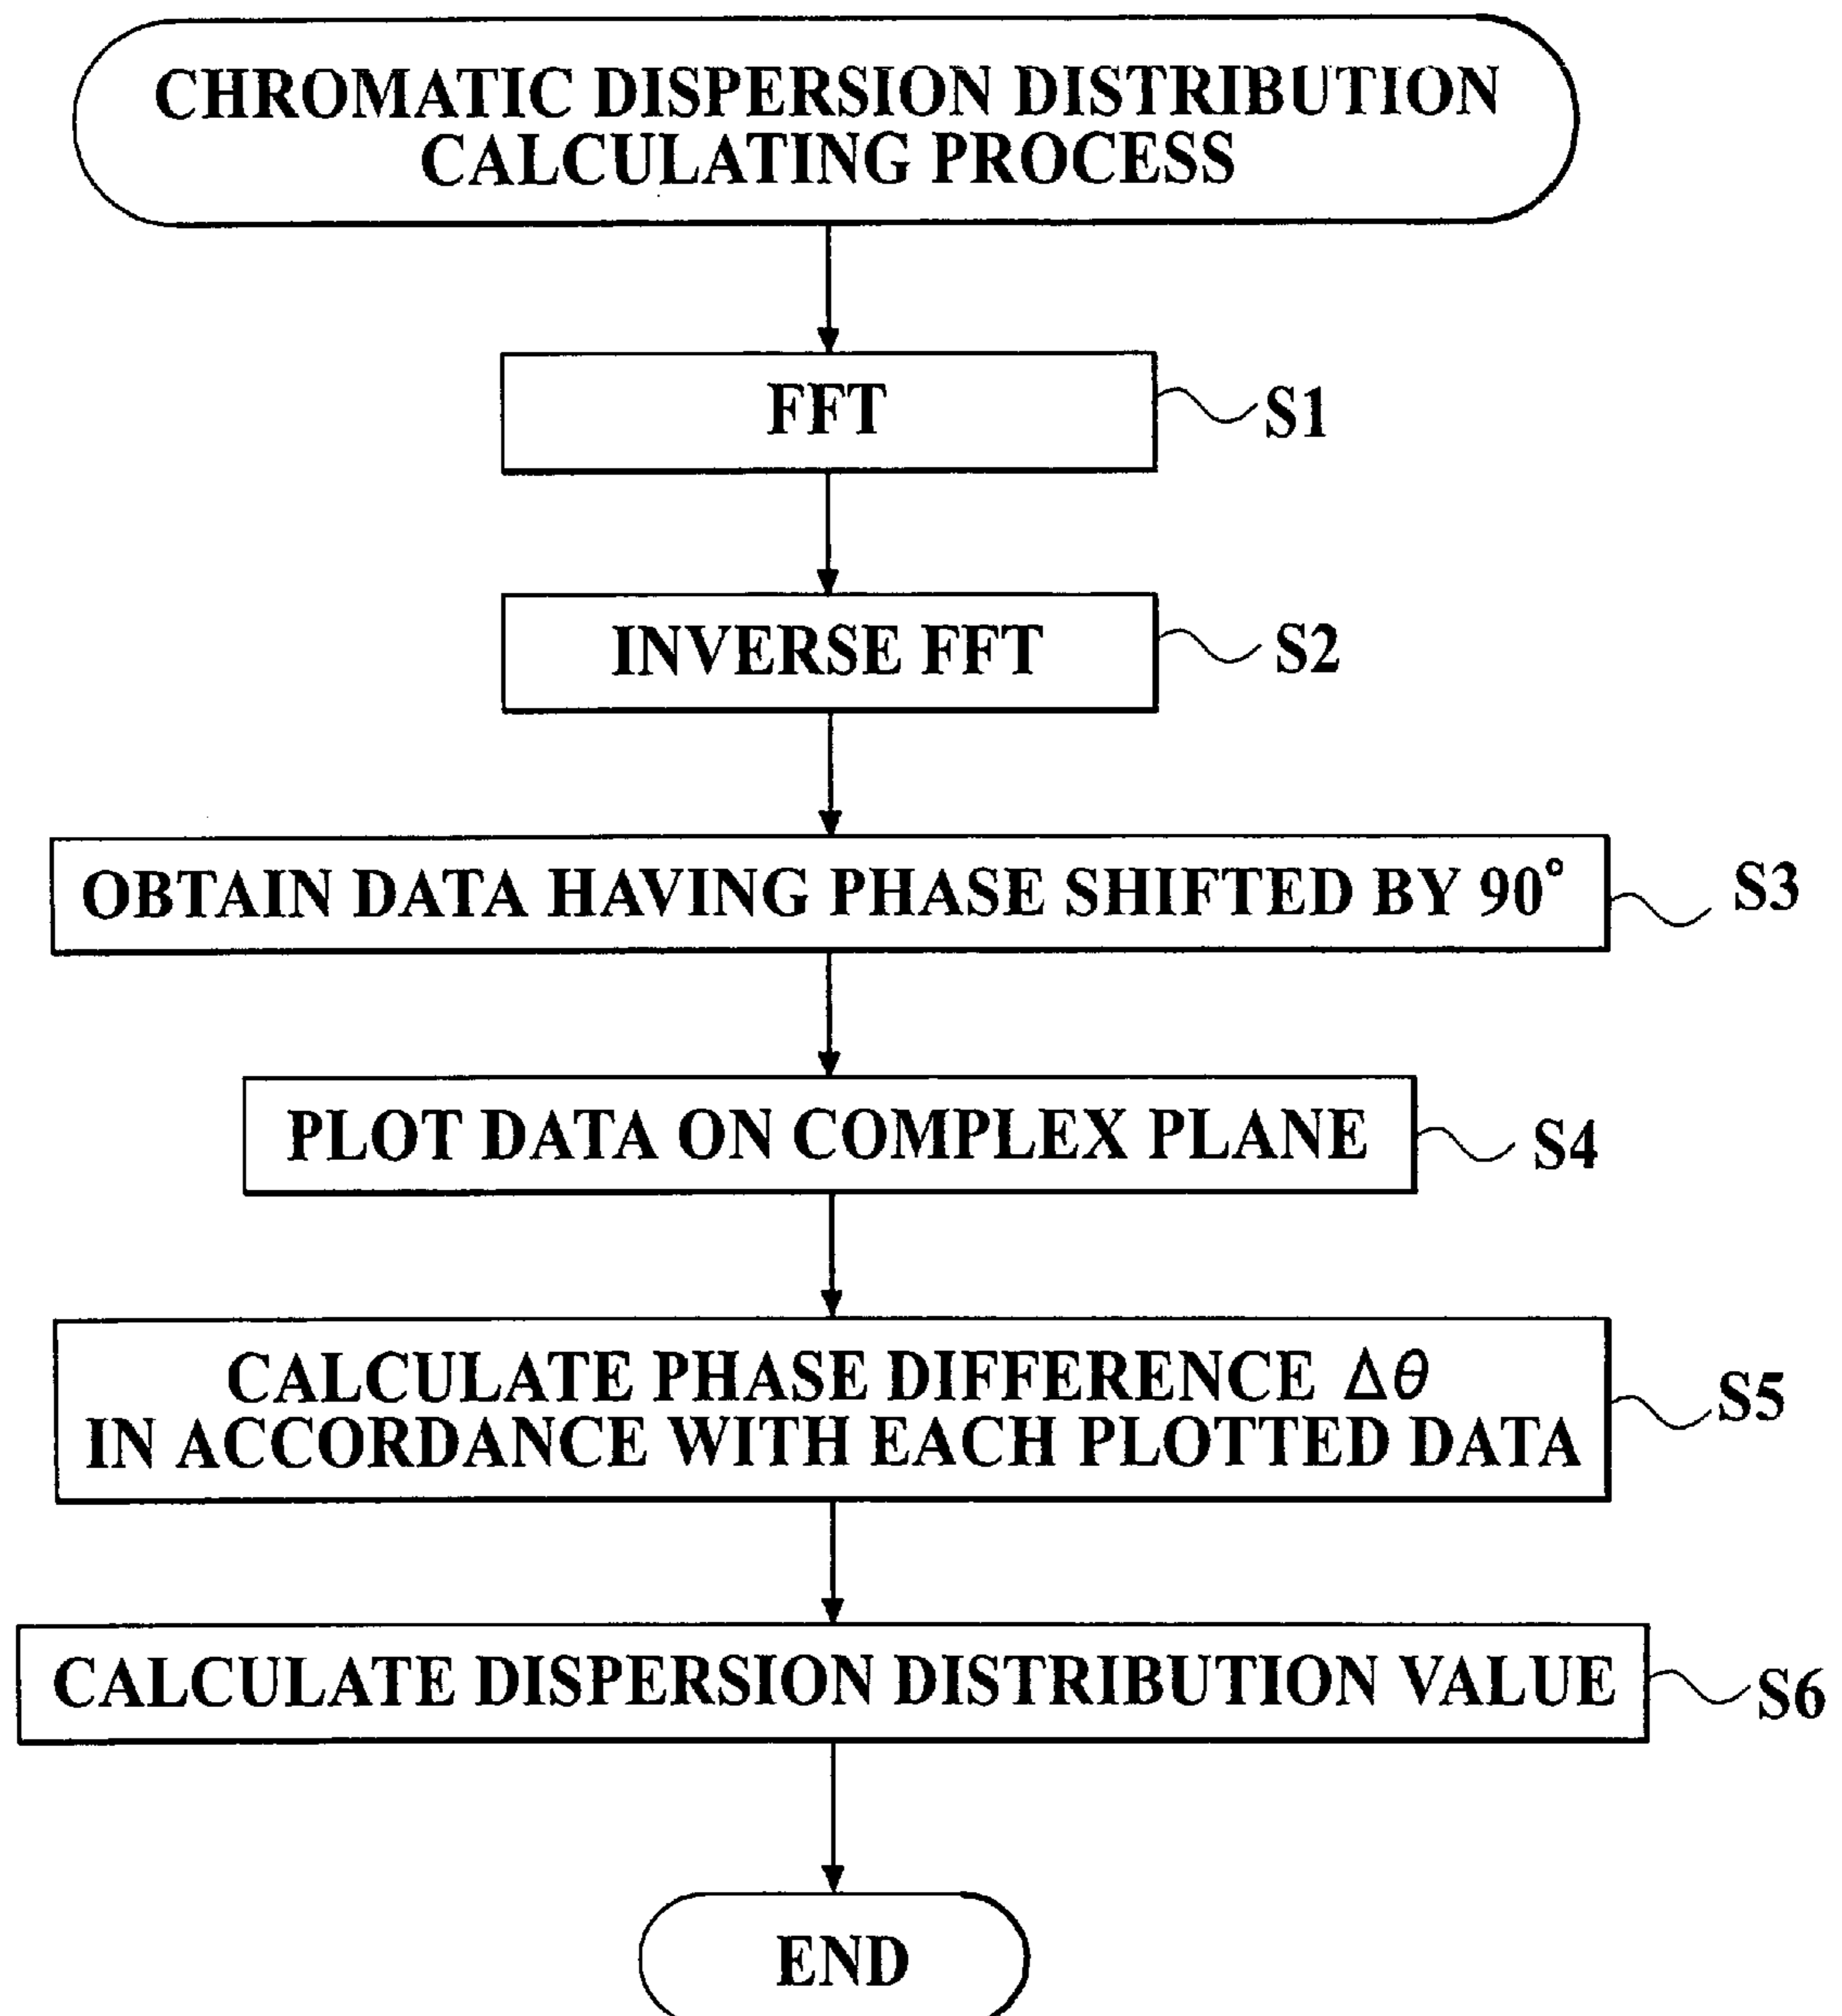 CHROMATIC DISPERSION DISTRIBUTION
CALCULATING PROCESS
FFT
S1
INVERSE FFT
S2
OBTAIN DATA HAVING PHASE SHIFTED BY 90°
S3
PLOT DATA ON COMPLEX PLANE
S4
CALCULATE PHASE DIFFERENCE Δθ
IN ACCORDANCE WITH EACH PLOTTED DATA
S5
CALCULATE DISPERSION DISTRIBUTION VALUE
S6
END